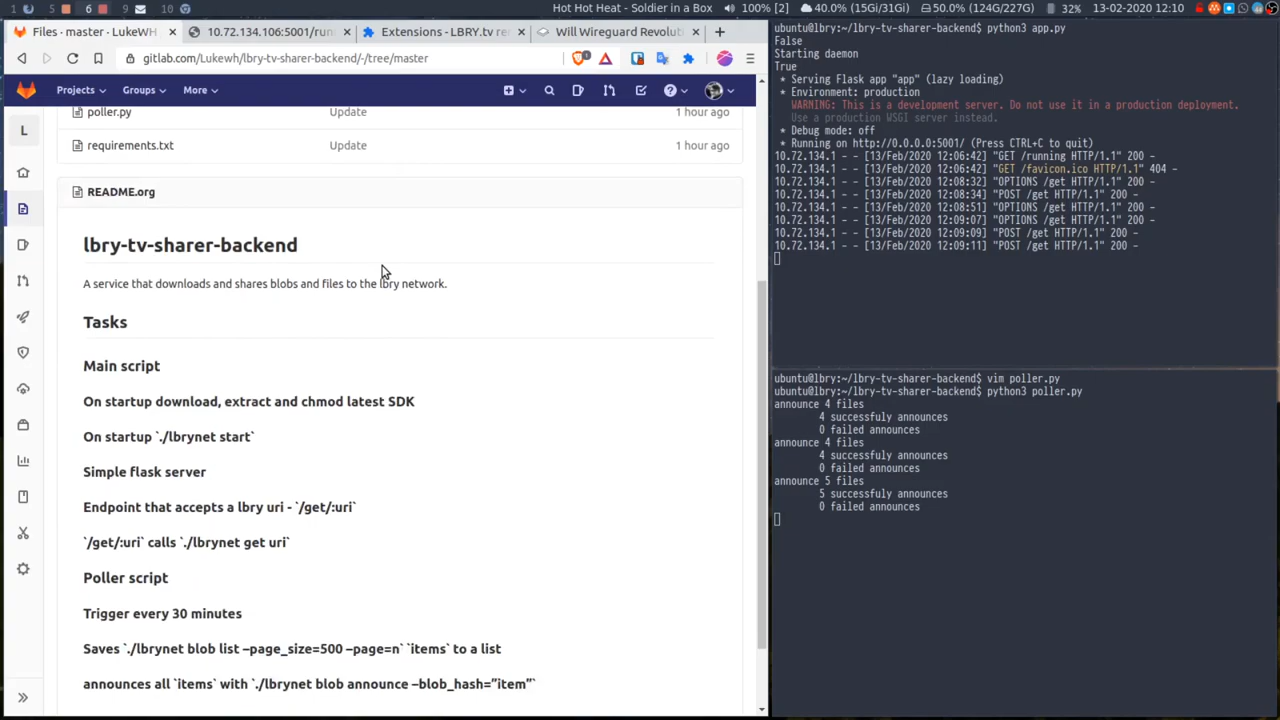 1 5 6 9 10 Hot Hot Heat - Soldier in a Box 100% [2] 40.0% (15Gi/31Gi) 50.0% (124G/227G) 32% 13-02-2020 12:10
Files · master · LukeWH × 10.72.134.106:5001/runn × Extensions - LBRY.tv re × Will Wireguard Revoluti × +
gitlab.com/Lukewh/lbry-tv-sharer-backend/-/tree/master
Projects Groups More
L
poller.py Update 1 hour ago
requirements.txt Update 1 hour ago
README.org
lbry-tv-sharer-backend
A service that downloads and shares blobs and files to the lbry network.
Tasks
Main script
On startup download, extract and chmod latest SDK
On startup `./lbrynet start`
Simple flask server
Endpoint that accepts a lbry uri - `/get/:uri`
`/get/:uri` calls `./lbrynet get uri`
Poller script
Trigger every 30 minutes
Saves `./lbrynet blob list –page_size=500 –page=n` `items` to a list
announces all `items` with `./lbrynet blob announce –blob_hash=”item”`
ubuntu@lbry:~/lbry-tv-sharer-backend$ python3 app.py
False
Starting daemon
True
* Serving Flask app "app" (lazy loading)
* Environment: production
WARNING: This is a development server. Do not use it in a production deployment.
Use a production WSGI server instead.
* Debug mode: off
* Running on http://0.0.0.0:5001/ (Press CTRL+C to quit)
10.72.134.1 - - [13/Feb/2020 12:06:42] "GET /running HTTP/1.1" 200 -
10.72.134.1 - - [13/Feb/2020 12:06:42] "GET /favicon.ico HTTP/1.1" 404 -
10.72.134.1 - - [13/Feb/2020 12:08:32] "OPTIONS /get HTTP/1.1" 200 -
10.72.134.1 - - [13/Feb/2020 12:08:34] "POST /get HTTP/1.1" 200 -
10.72.134.1 - - [13/Feb/2020 12:08:51] "OPTIONS /get HTTP/1.1" 200 -
10.72.134.1 - - [13/Feb/2020 12:09:07] "OPTIONS /get HTTP/1.1" 200 -
10.72.134.1 - - [13/Feb/2020 12:09:09] "POST /get HTTP/1.1" 200 -
10.72.134.1 - - [13/Feb/2020 12:09:11] "POST /get HTTP/1.1" 200 -
ubuntu@lbry:~/lbry-tv-sharer-backend$ vim poller.py
ubuntu@lbry:~/lbry-tv-sharer-backend$ python3 poller.py
announce 4 files
4 successfuly announces
0 failed announces
announce 4 files
4 successfuly announces
0 failed announces
announce 5 files
5 successfuly announces
0 failed announces